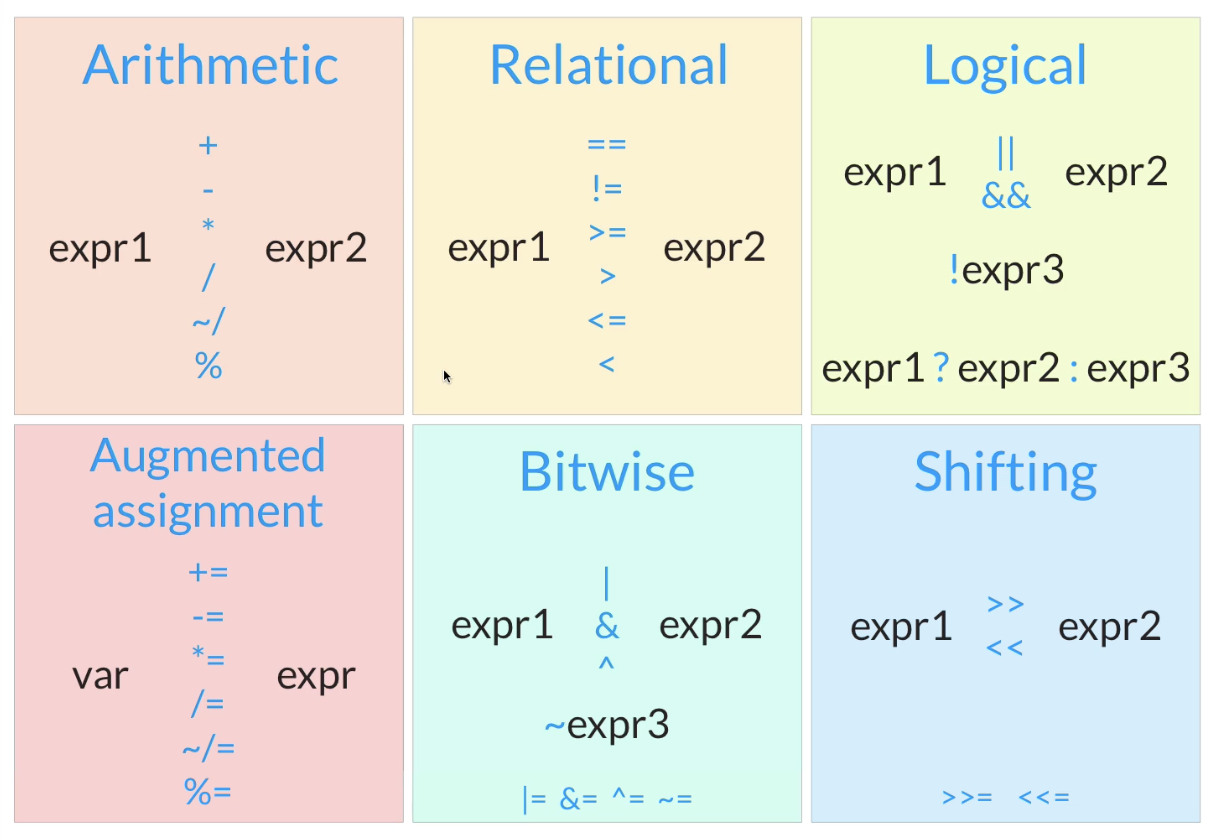 Arithmetic
+
-
*
expr1 expr2
/
~/
%
Relational
==
!=
>=
expr1 expr2
>
<=
<
Logical
||
expr1 expr2
&&
!expr3
expr1 ? expr2 : expr3
Augmented
assignment
+=
-=
*=
var expr
/=
~/=
%=
Bitwise
|
expr1 & expr2
^
~expr3
|= &= ^= ~=
Shifting
>>
expr1 expr2
<<
>>= <<=